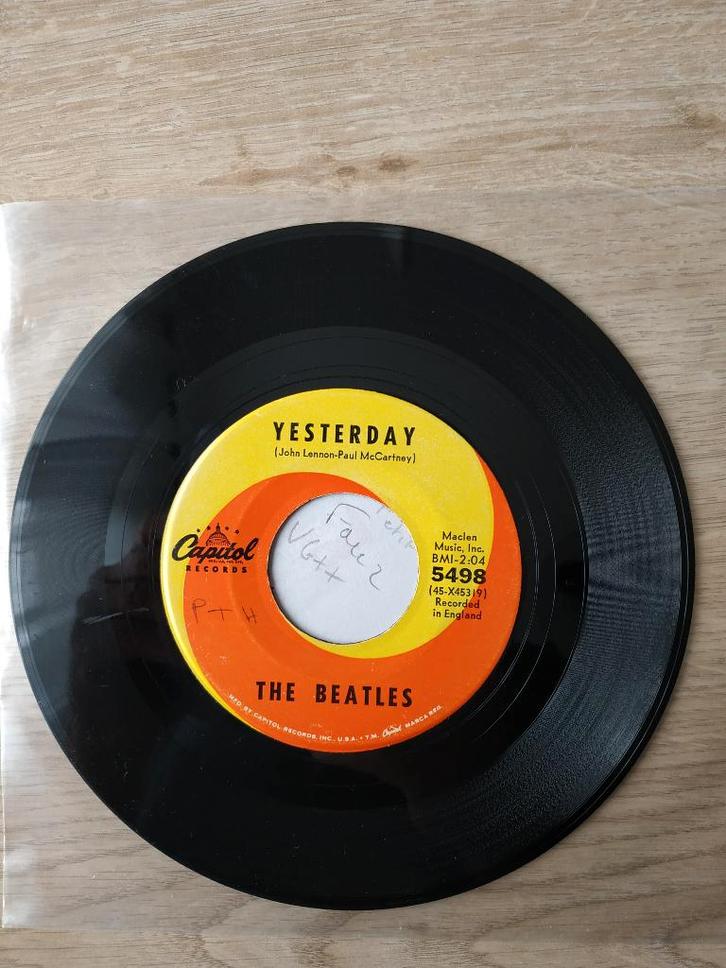 YESTERDAY
(John Lennon-Paul McCartney)
Capitol
RECORDS
Maclen
Music, Inc.
BMI-2:04
5498
(45-X45319)
Recorded
in England
VG++
P T H
THE BEATLES
MFD. BY CAPITOL RECORDS, INC., U.S.A. • T.M. Capitol MARCA REG.